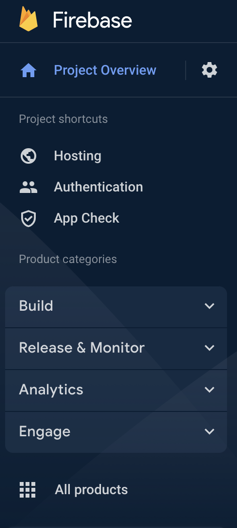 Firebase
Project Overview
Project shortcuts
Hosting
Authentication
App Check
Product categories
Build
Release & Monitor
Analytics
Engage
All products